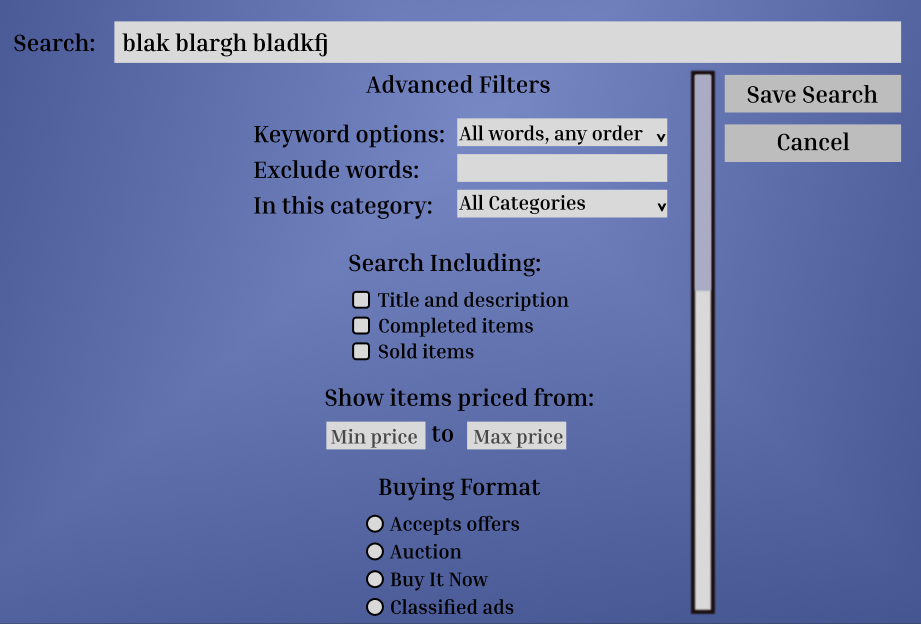 Search: blak blargh bladkfj
Advanced Filters
Save Search
Cancel
Keyword options: All words, any order
Exclude words:
In this category: All Categories
Search Including:
Title and description
Completed items
Sold items
Show items priced from:
Min price to Max price
Buying Format
Accepts offers
Auction
Buy It Now
Classified ads